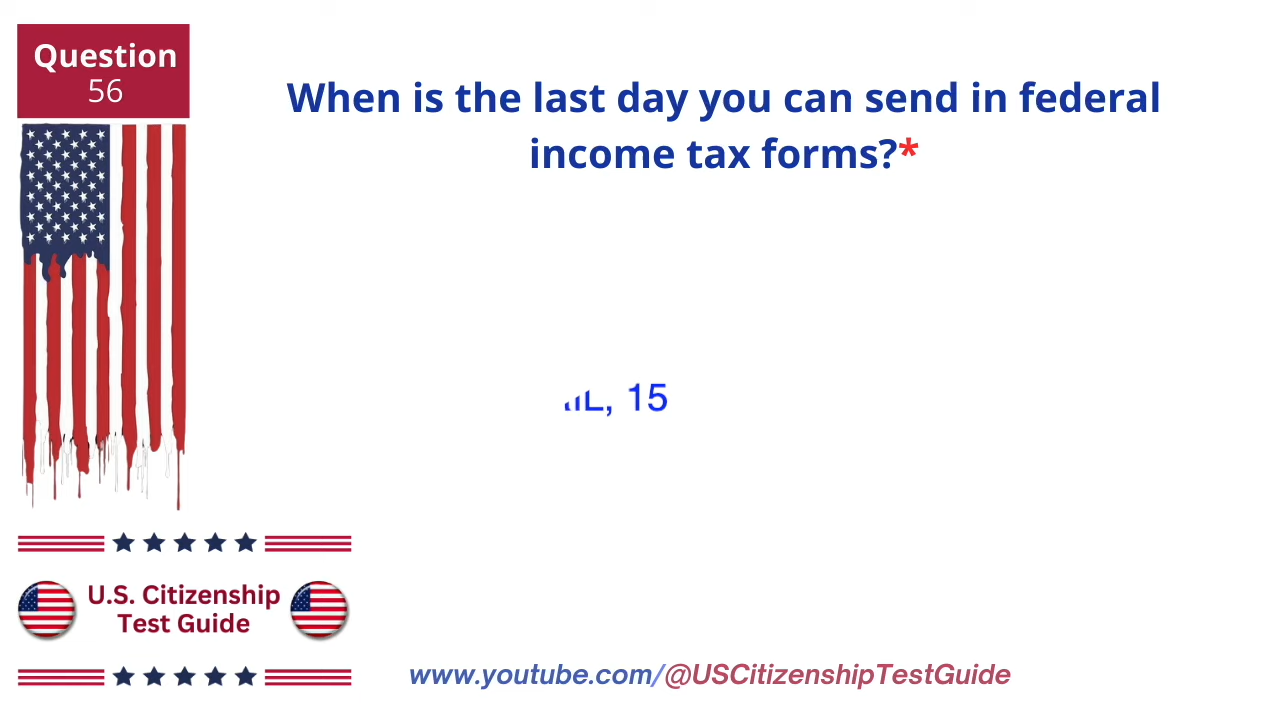 Question
56
When is the last day you can send in federal
income tax forms?*
15
U.S. Citizenship
Test Guide
www.youtube.com/@USCitizenshipTestGuide